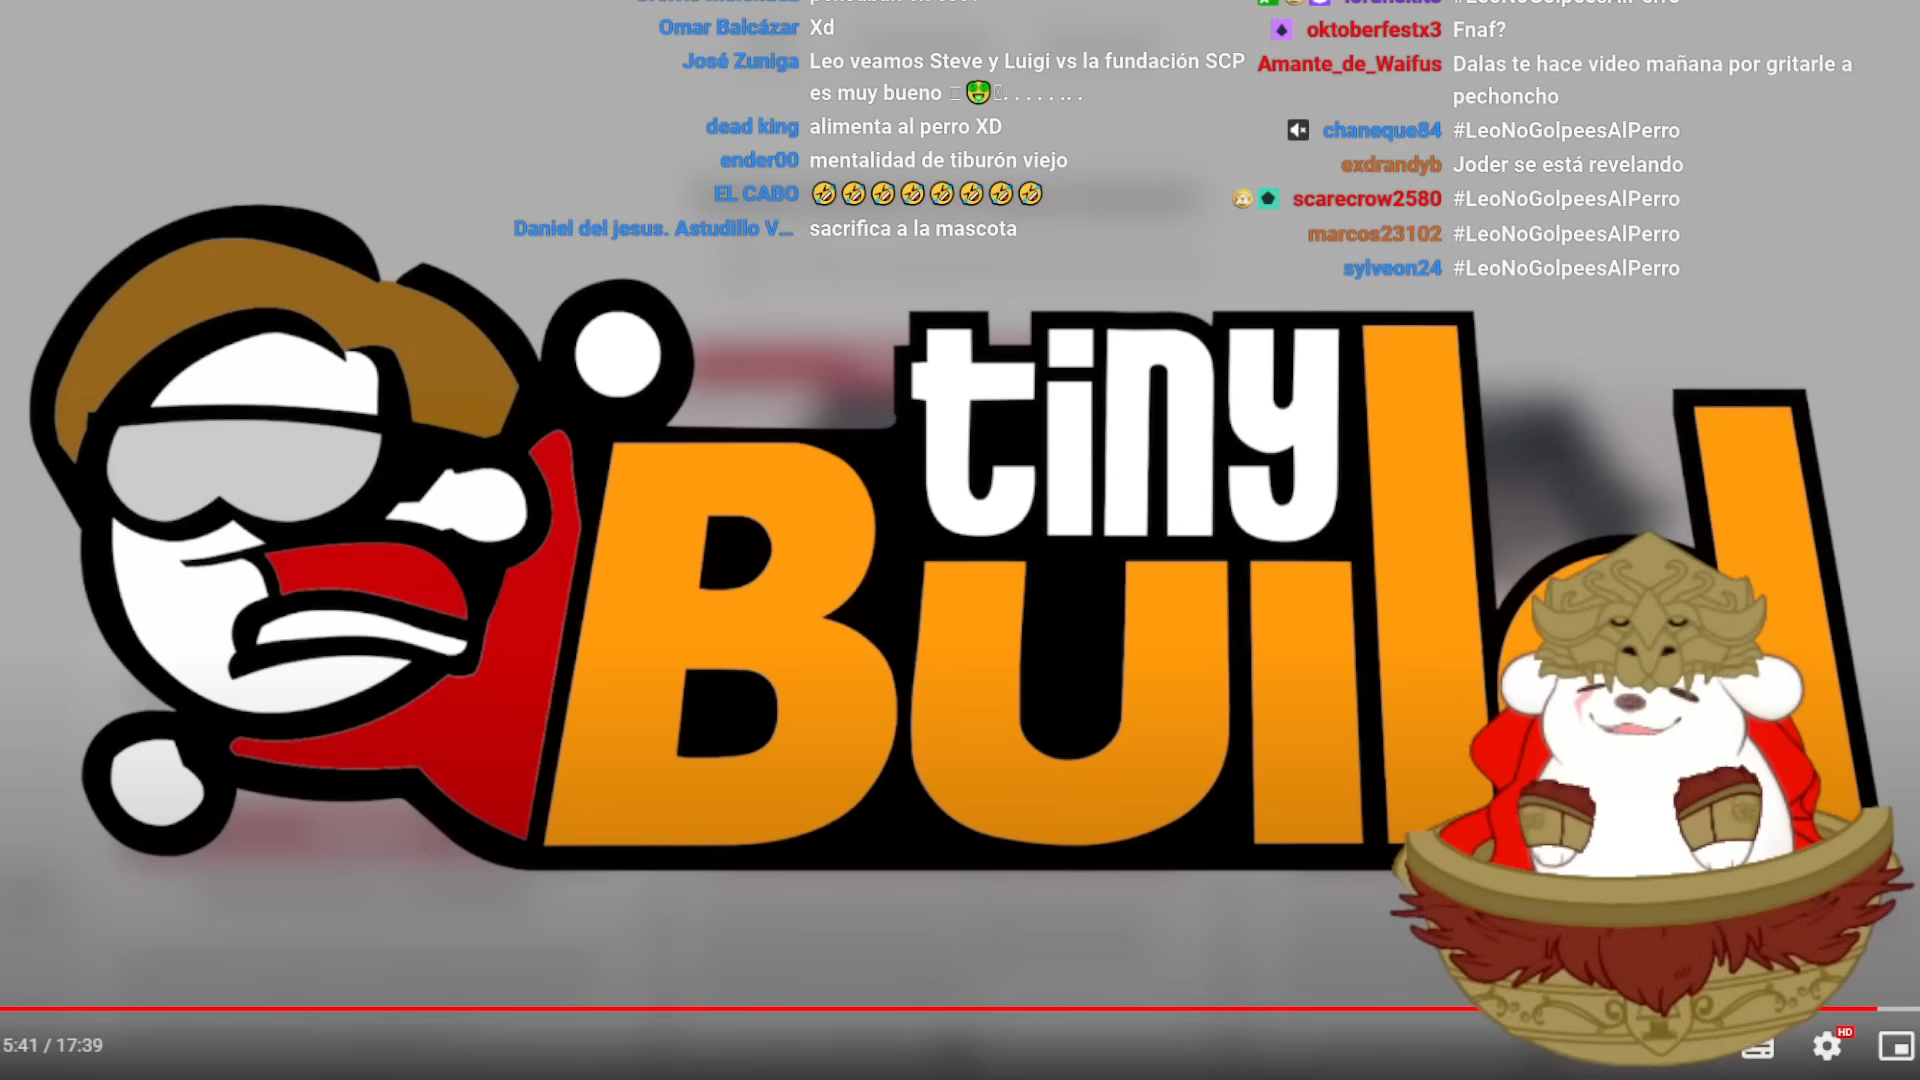 Omar Balcázar Xd
José Zuniga Leo veamos Steve y Luigi vs la fundación SCP
es muy bueno 🤑. . . . . .. .
dead king alimenta al perro XD
ender00 mentalidad de tiburón viejo
EL CABO 🤣🤣🤣🤣🤣🤣🤣🤣
Daniel del jesus. Astudillo V... sacrifica a la mascota
oktoberfestx3 Fnaf?
Amante_de_Waifus Dalas te hace video mañana por gritarle a
pechoncho
chaneque84 #LeoNoGolpeesAlPerro
exdrandyb Joder se está revelando
scarecrow2580 #LeoNoGolpeesAlPerro
marcos23102 #LeoNoGolpeesAlPerro
sylveon24 #LeoNoGolpeesAlPerro
tiny
Build
5:41 / 17:39
HD